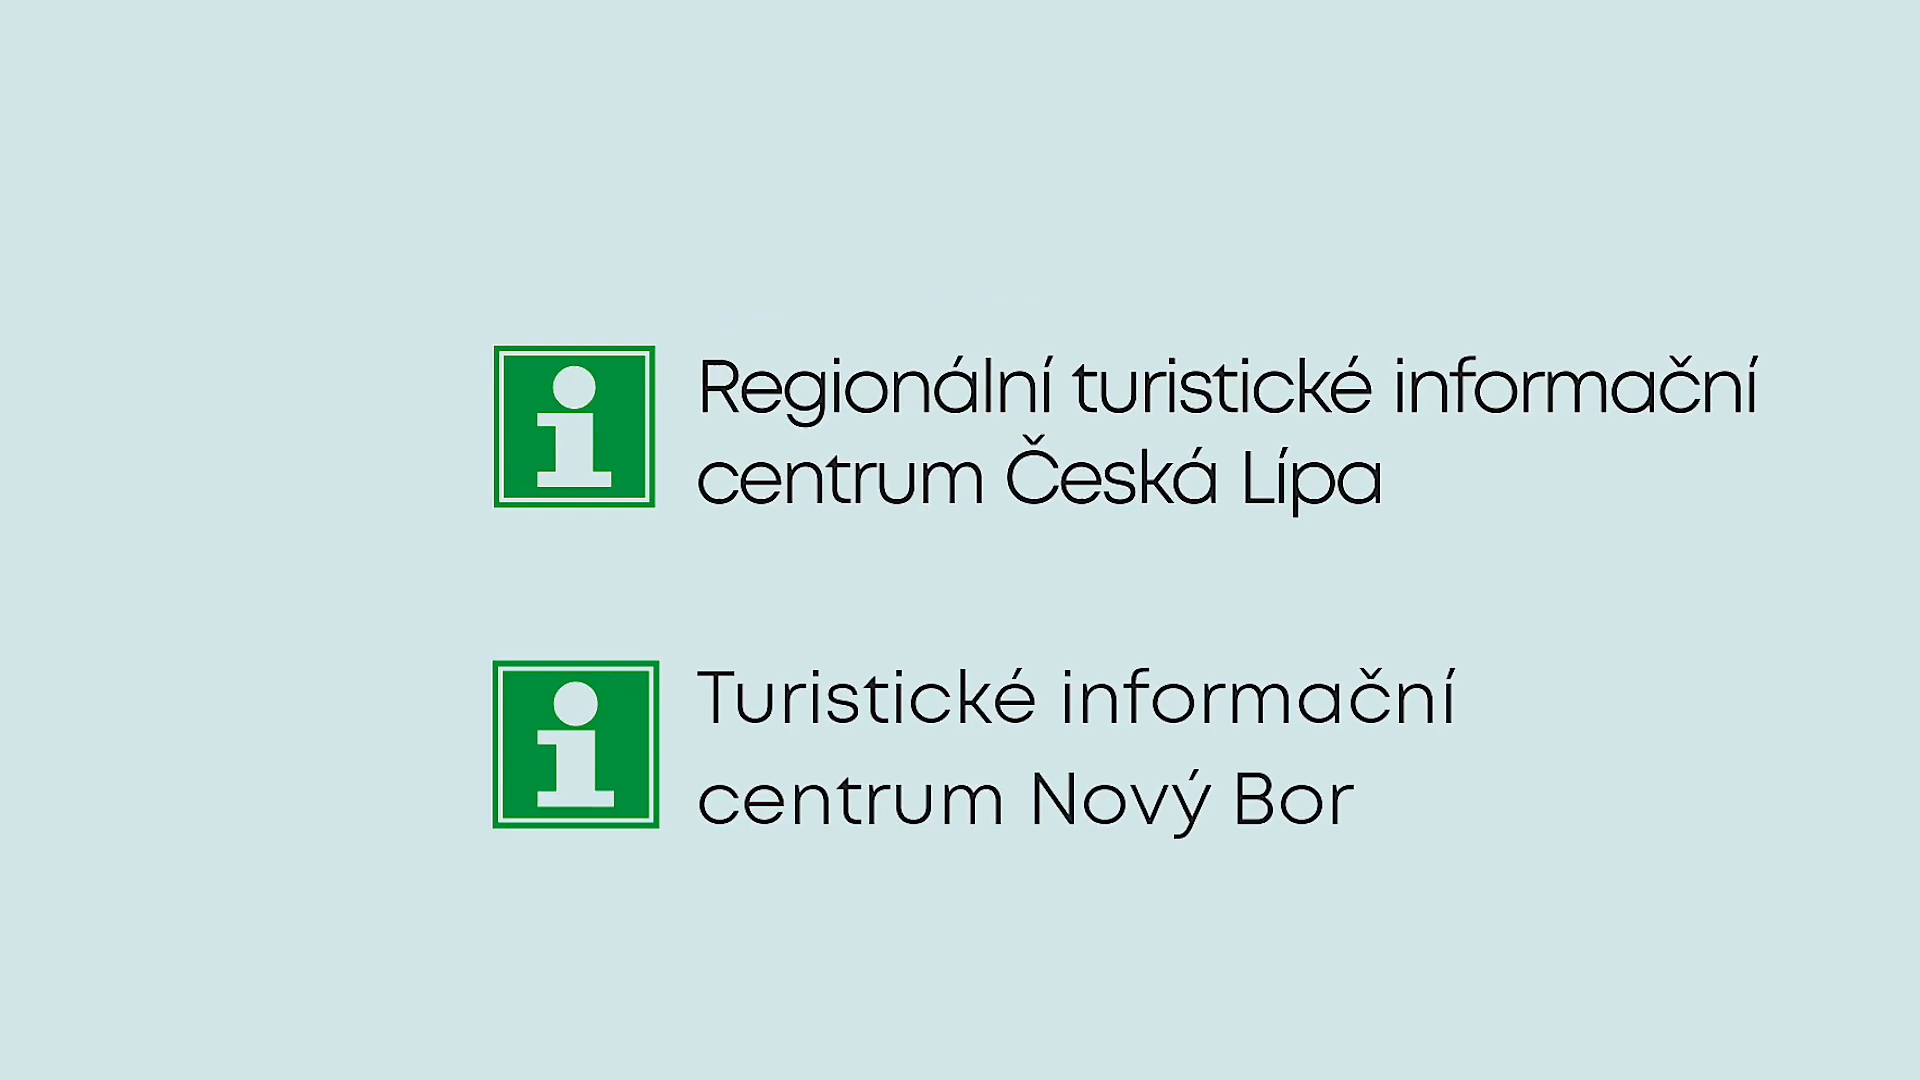 Regionální turistické informační
centrum Česká Lípa
Turistické informační
centrum Nový Bor